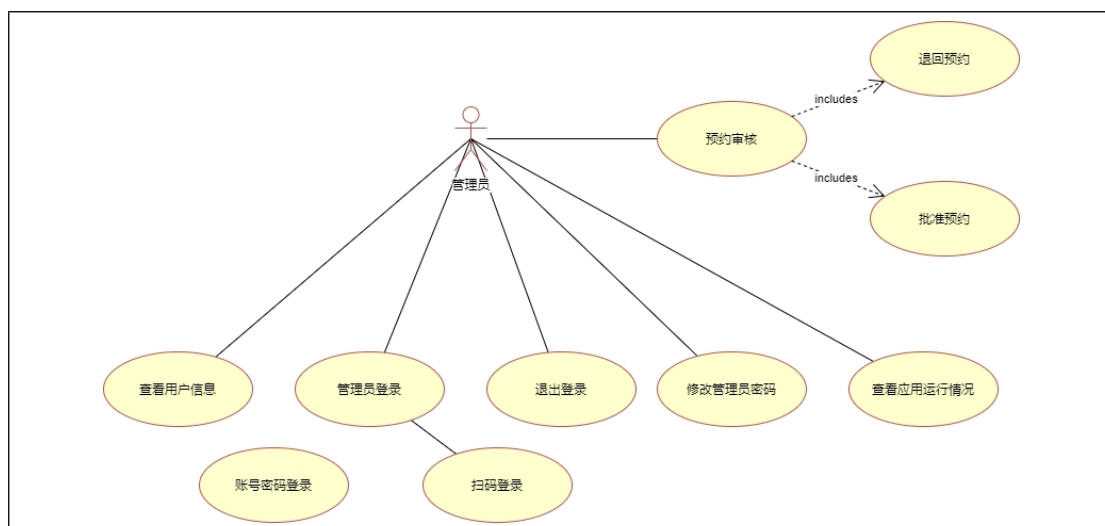 退回预约
includes
预约审核
管理员
includes
批准预约
查看用户信息
管理员登录
退出登录
修改管理员密码
查看应用运行情况
账号密码登录
扫码登录